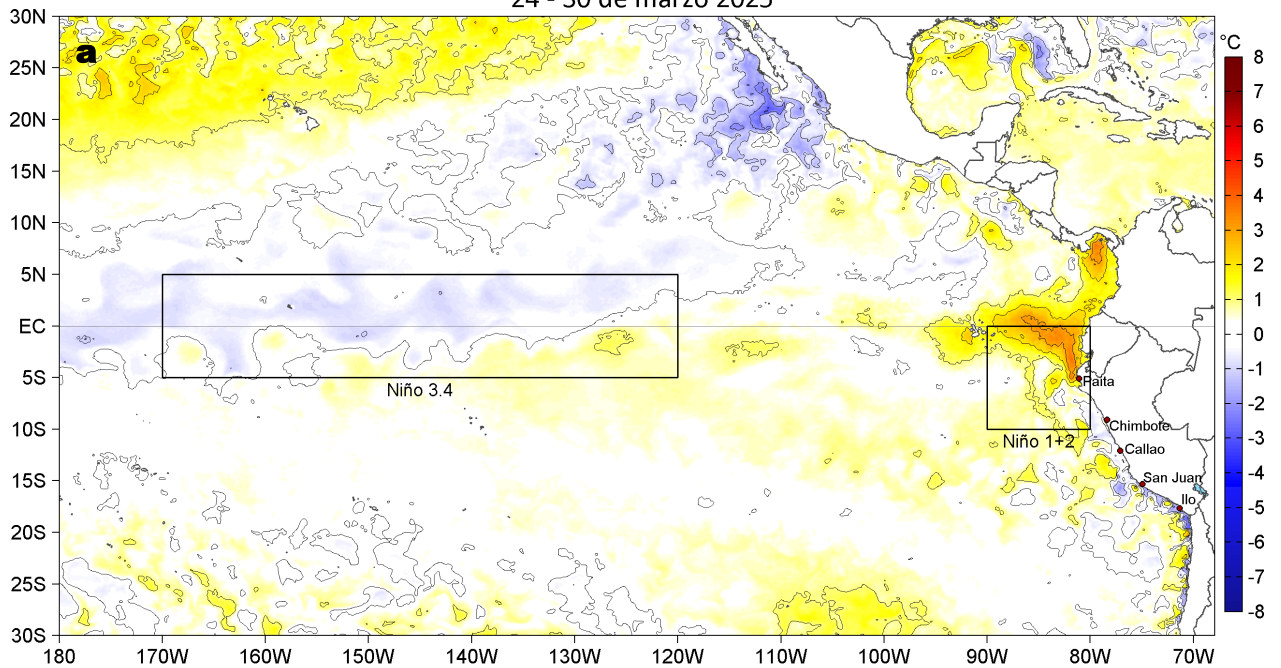 24 - 30 de marzo 2025
30N
a
25N
20N
15N
10N
5N
EC
5S
10S
15S
20S
25S
30S
180
170W
160W
150W
140W
130W
120W
110W
100W
90W
80W
70W
Niño 3.4
Niño 1+2
Paita
Chimbote
Callao
San Juan
Ilo
°C
8
7
6
5
4
3
2
1
0
-1
-2
-3
-4
-5
-6
-7
-8